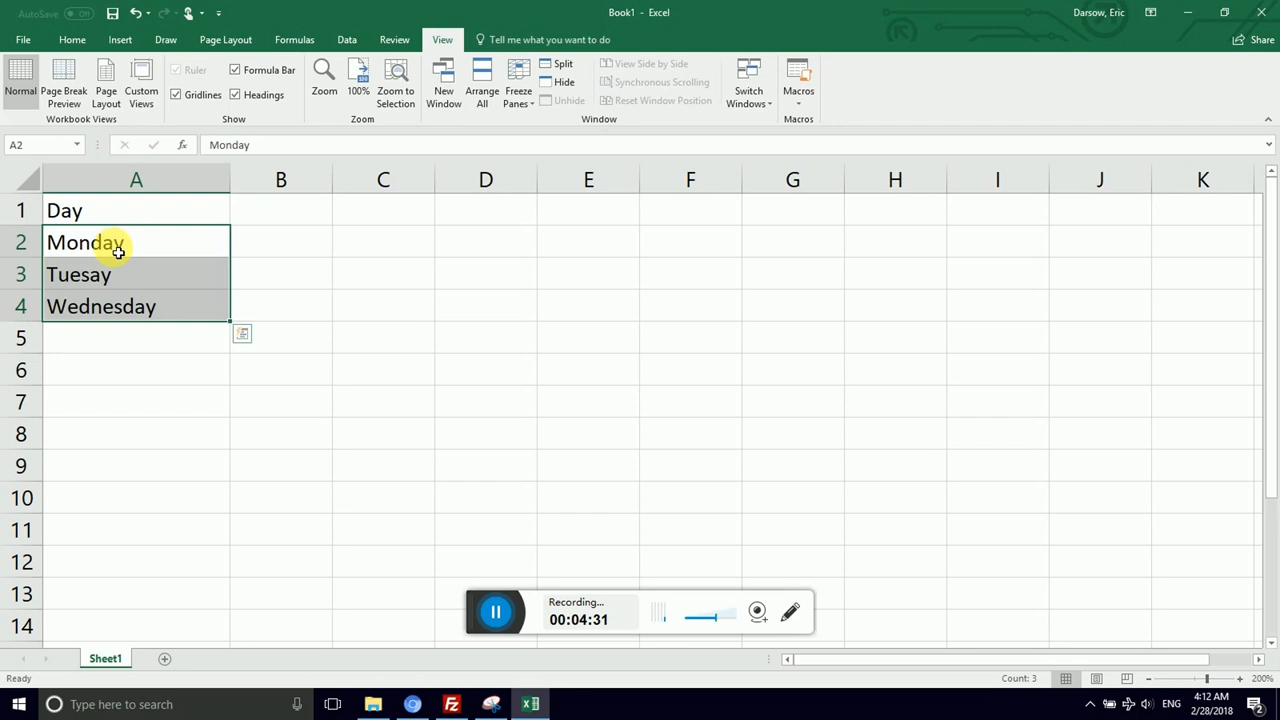 AutoSave Off
Book1 - Excel
Darsow, Eric
File Home Insert Draw Page Layout Formulas Data Review View Tell me what you want to do Share
Normal
Page Break Preview
Page Layout
Custom Views
Workbook Views
Ruler
Formula Bar
Gridlines
Headings
Show
Zoom
100
100%
Zoom to Selection
Zoom
New Window
Arrange All
Freeze Panes
Split
Hide
Unhide
View Side by Side
Synchronous Scrolling
Reset Window Position
Switch Windows
Window
Macros
Macros
A2
fx
Monday
A B C D E F G H I J K
1 Day
2 Monday
3 Tuesay
4 Wednesday
5
6
7
8
9
10
11
12
13
14
Recording...
00:04:31
Sheet1
Ready
Count: 3
200%
Type here to search
ENG
4:12 AM
2/28/2018
2